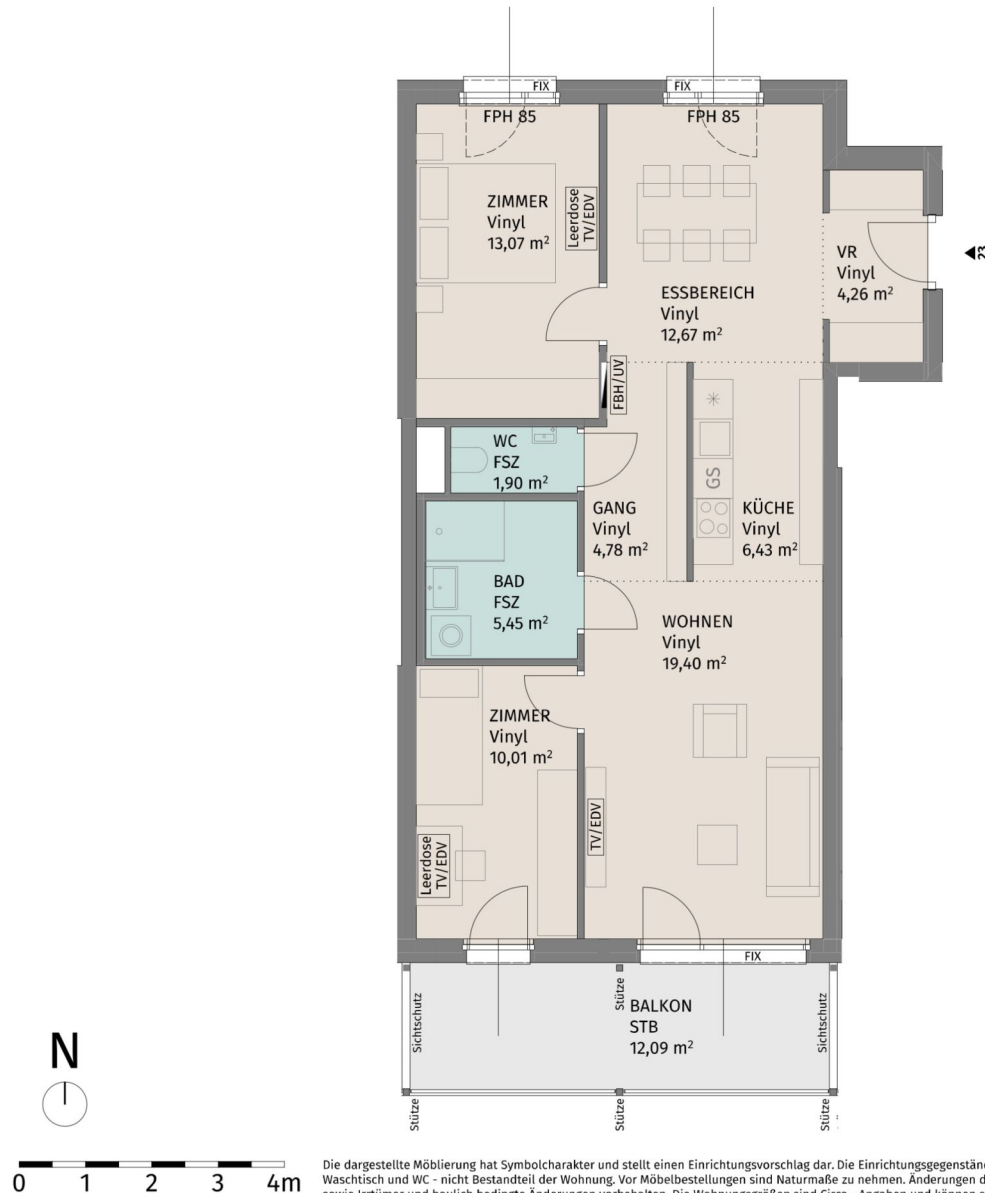 FIX
FIX
FPH 85
FPH 85
ZIMMER
Vinyl
13,07 m²
Leerdose
TV/EDV
VR
Vinyl
4,26 m²
23
ESSBEREICH
Vinyl
12,67 m²
FBH/UV
WC
FSZ
1,90 m²
GS
GANG
Vinyl
4,78 m²
KÜCHE
Vinyl
6,43 m²
BAD
FSZ
5,45 m²
WOHNEN
Vinyl
19,40 m²
ZIMMER
Vinyl
10,01 m²
Leerdose
TV/EDV
TV/EDV
FIX
Sichtschutz
Stütze
BALKON
STB
12,09 m²
Sichtschutz
Stütze
Stütze
Stütze
N
0 1 2 3 4m
Die dargestellte Möblierung hat Symbolcharakter und stellt einen Einrichtungsvorschlag dar. Die Einrichtungsgegenstän
Waschtisch und WC - nicht Bestandteil der Wohnung. Vor Möbelbestellungen sind Naturmaße zu nehmen. Änderungen